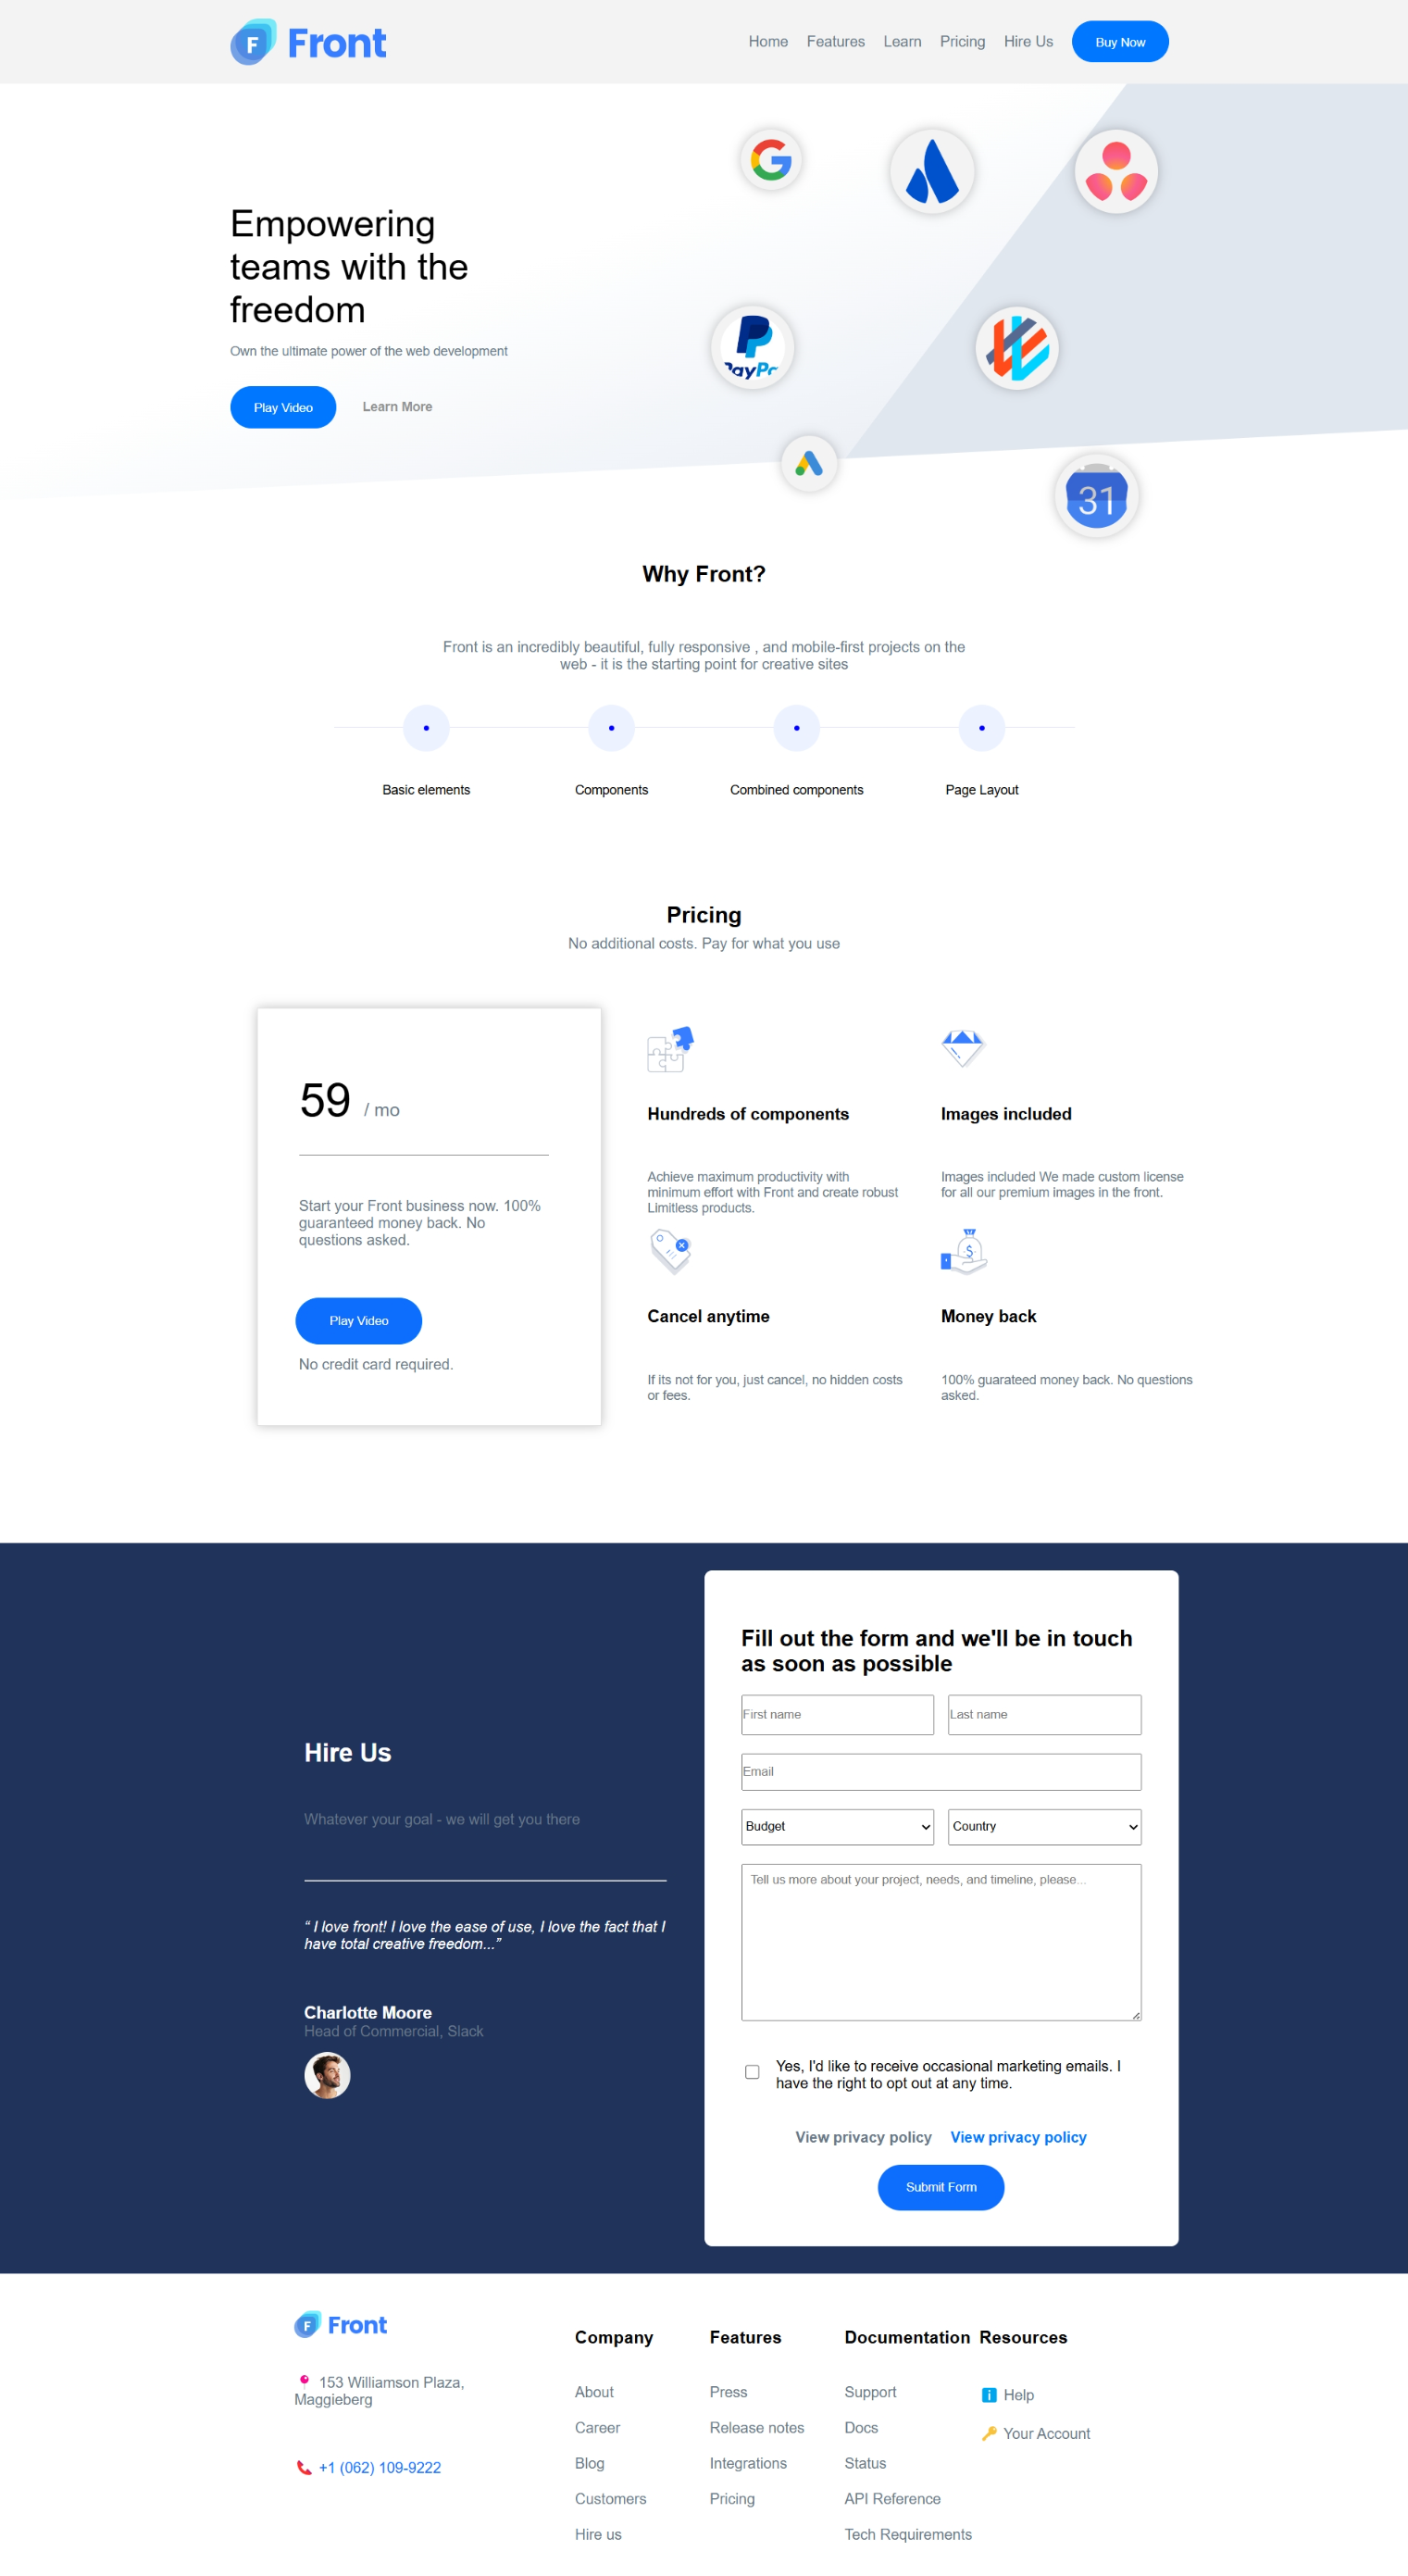 Front
Home
Features
Learn
Pricing
Hire Us
Buy Now
Empowering
teams with the
freedom
Own the ultimate power of the web development
Play Video
Learn More
PayPa
31
Why Front?
Front is an incredibly beautiful, fully responsive , and mobile-first projects on the
web - it is the starting point for creative sites
Basic elements
Components
Combined components
Page Layout
Pricing
No additional costs. Pay for what you use
59 / mo
Start your Front business now. 100%
guaranteed money back. No
questions asked.
Play Video
No credit card required.
Hundreds of components
Achieve maximum productivity with
minimum effort with Front and create robust
Limitless products.
Images included
Images included We made custom license
for all our premium images in the front.
Cancel anytime
If its not for you, just cancel, no hidden costs
or fees.
Money back
100% guarateed money back. No questions
asked.
Hire Us
Whatever your goal - we will get you there
“ I love front! I love the ease of use, I love the fact that I
have total creative freedom...”
Charlotte Moore
Head of Commercial, Slack
Fill out the form and we'll be in touch
as soon as possible
First name
Last name
Email
Budget
Country
Tell us more about your project, needs, and timeline, please...
Yes, I'd like to receive occasional marketing emails. I
have the right to opt out at any time.
View privacy policy
View privacy policy
Submit Form
Front
153 Williamson Plaza,
Maggieberg
+1 (062) 109-9222
Company
About
Career
Blog
Customers
Hire us
Features
Press
Release notes
Integrations
Pricing
Documentation
Support
Docs
Status
API Reference
Tech Requirements
Resources
Help
Your Account